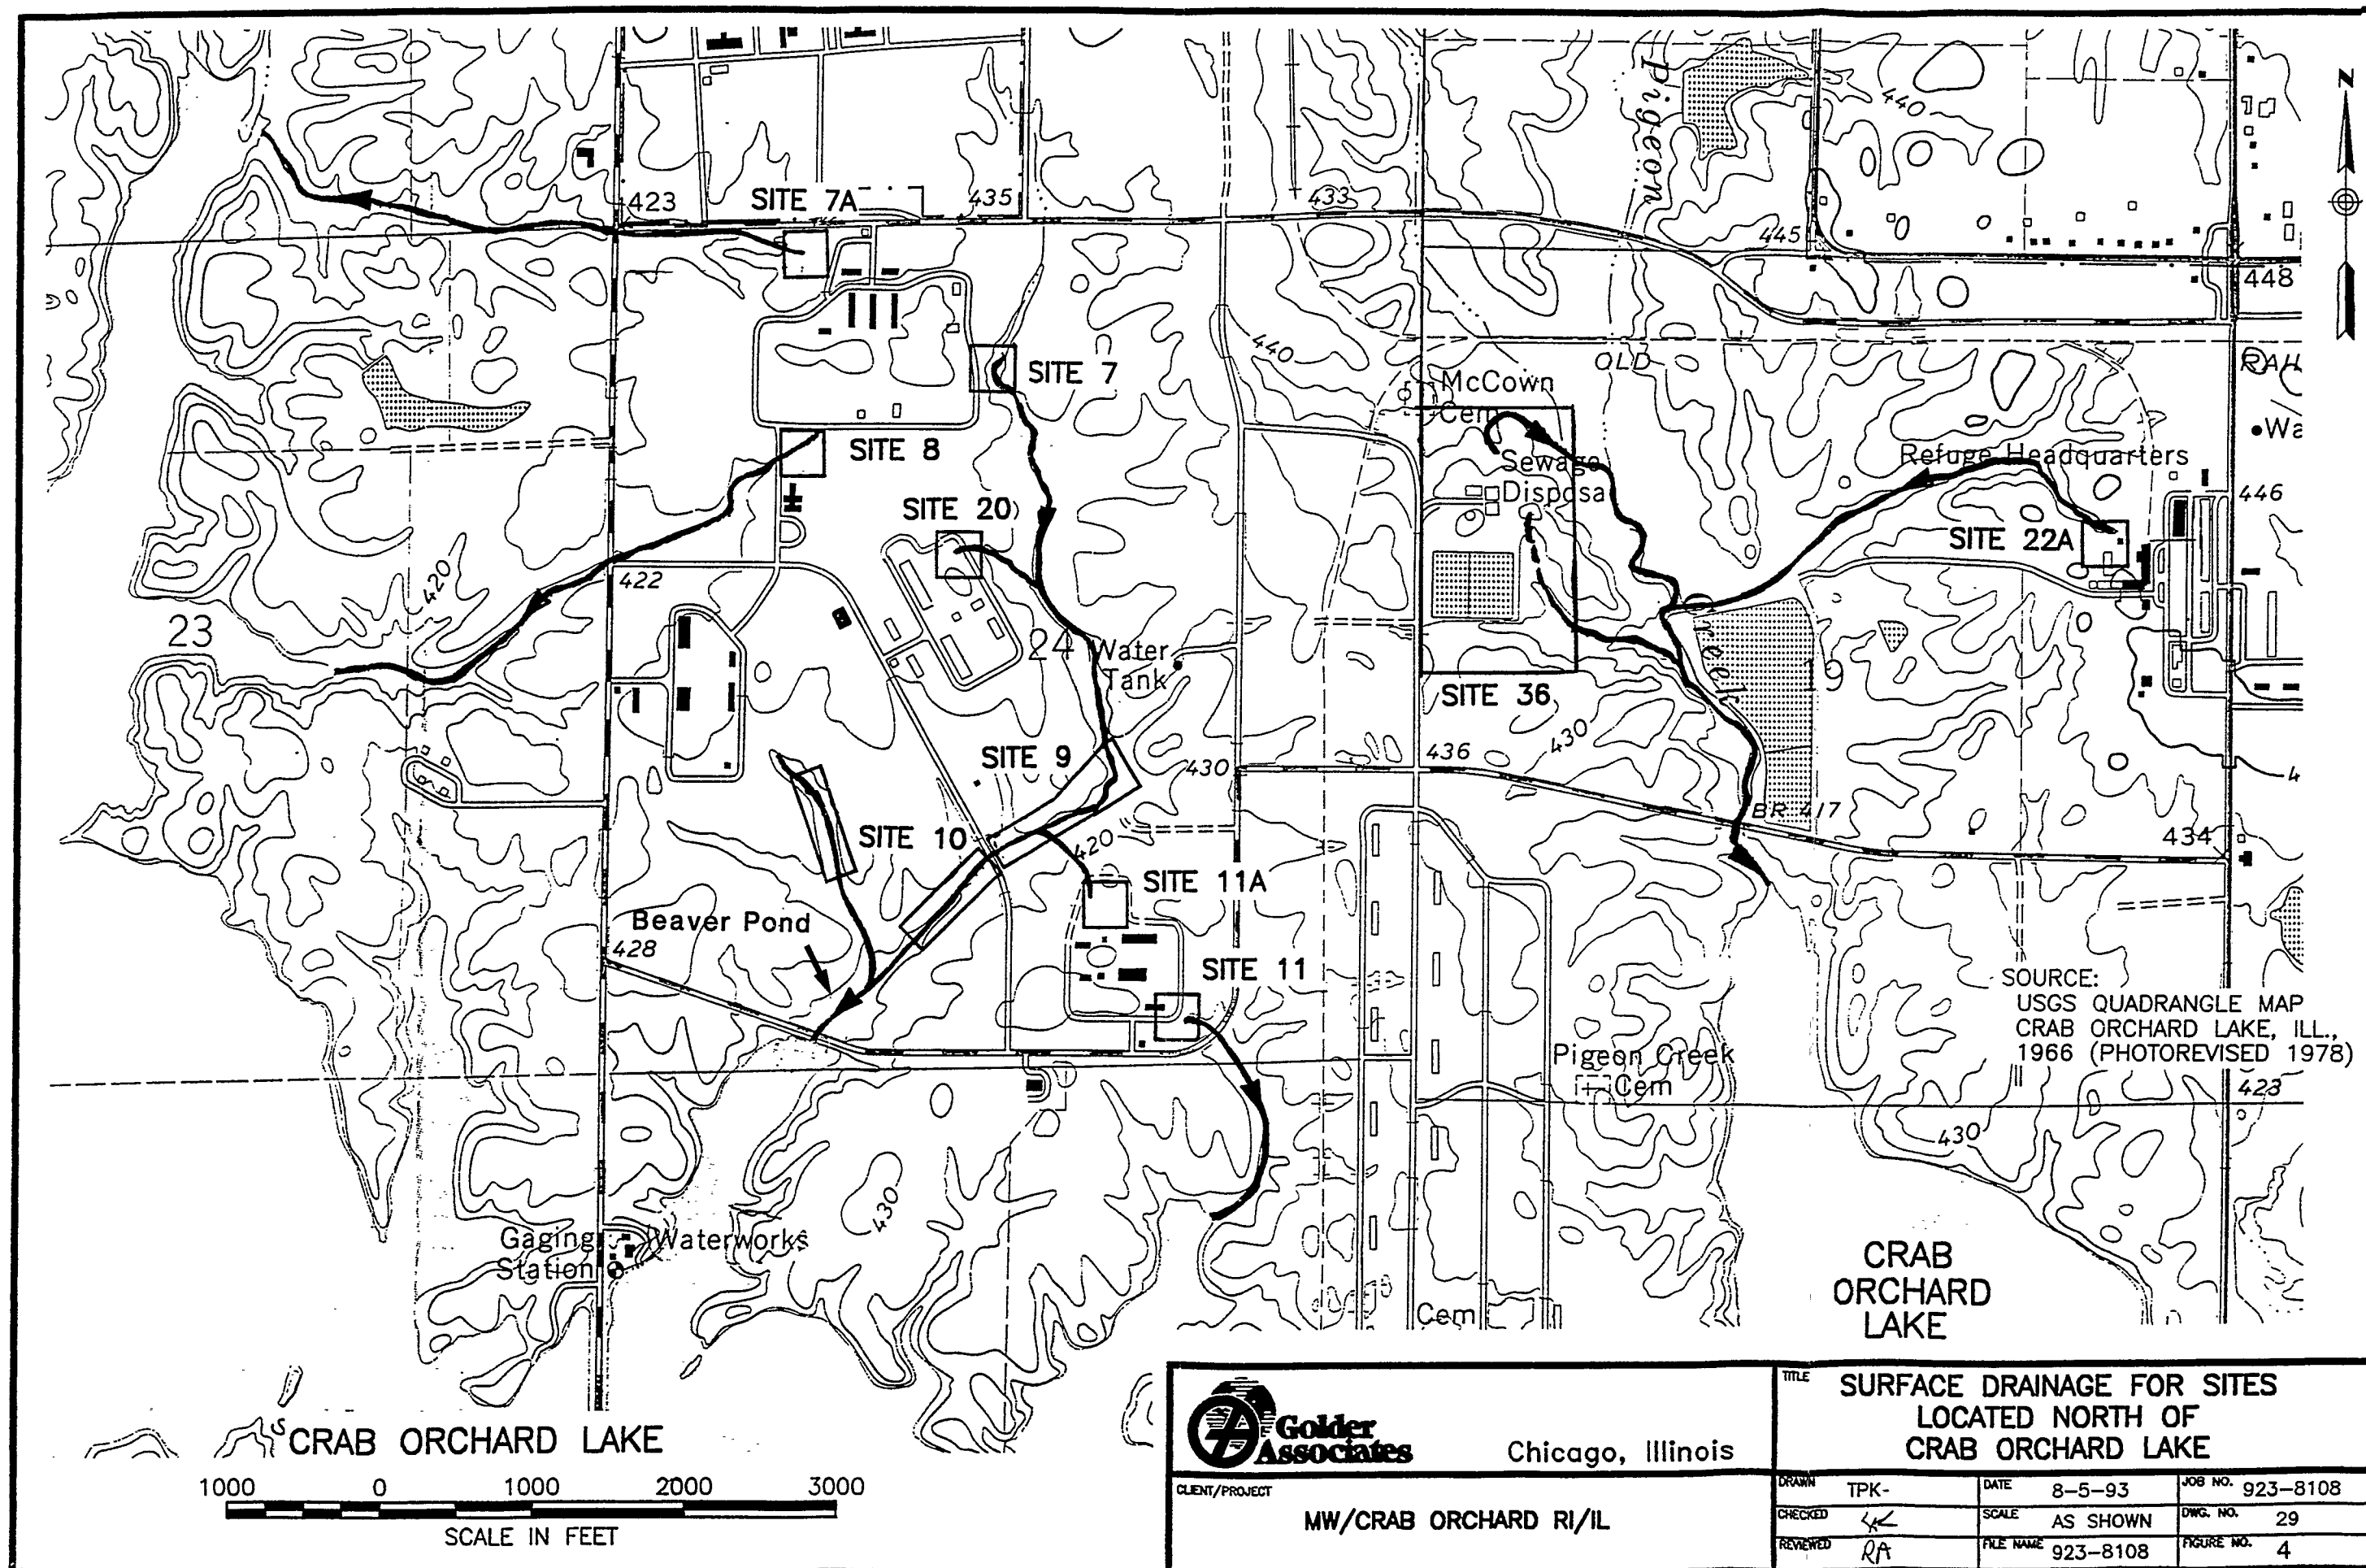 Pigeon
440
423
SITE 7A
435
433
445
448
N
440
OLD
McCown
Cem
SITE 7
SITE 8
Sewage
Disposa
Refuge Headquarters
446
SITE 20
SITE 22A
422
420
23
24
Water
Tank
Creek
19
SITE 36
SITE 9
430
436
430
BR 417
SITE 10
420
434
SITE 11A
Beaver Pond
428
SITE 11
SOURCE:
USGS QUADRANGLE MAP
CRAB ORCHARD LAKE, ILL.,
1966 (PHOTOREVISED 1978)
Pigeon Creek
Cem
423
430
430
Gaging
Station
Waterworks
Cem
CRAB
ORCHARD
LAKE
CRAB ORCHARD LAKE
1000 0 1000 2000 3000
SCALE IN FEET
Golder
Associates
Chicago, Illinois
TITLE
SURFACE DRAINAGE FOR SITES
LOCATED NORTH OF
CRAB ORCHARD LAKE
CLIENT/PROJECT
MW/CRAB ORCHARD RI/IL
DRAWN TPK-
DATE 8-5-93
JOB NO. 923-8108
CHECKED
SCALE AS SHOWN
DWG. NO. 29
REVIEWED RA
FILE NAME 923-8108
FIGURE NO. 4